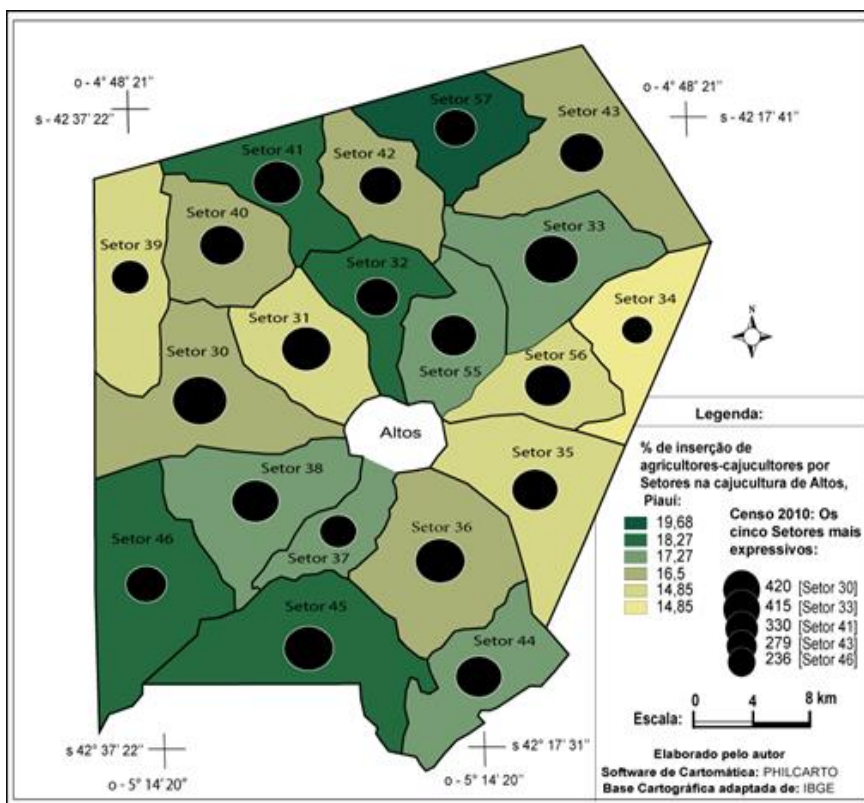 o - 4° 48' 21''
s - 42 37' 22''
o - 4° 48' 21''
s - 42 17' 41''
Setor 57
Setor 43
Setor 41
Setor 42
Setor 40
Setor 33
Setor 39
Setor 32
Setor 34
Setor 31
Setor 30
Setor 55
Setor 56
Altos
Setor 35
Setor 38
Setor 36
Setor 46
Setor 37
Setor 45
Setor 44
N
Legenda:
% de inserção de
agricultores-cajucultores por
Setores na cajucultura de Altos,
Piauí:
19,68
18,27
17,27
16,5
14,85
14,85
Censo 2010: Os
cinco Setores mais
expressivos:
420 [Setor 30]
415 [Setor 33]
330 [Setor 41]
279 [Setor 43]
236 [Setor 46]
0 4 8 km
Escala:
s 42° 37' 22''
o - 5° 14' 20''
s - 42° 17' 31''
o - 5° 14' 20''
Elaborado pelo autor
Software de Cartomática: PHILCARTO
Base Cartográfica adaptada de: IBGE